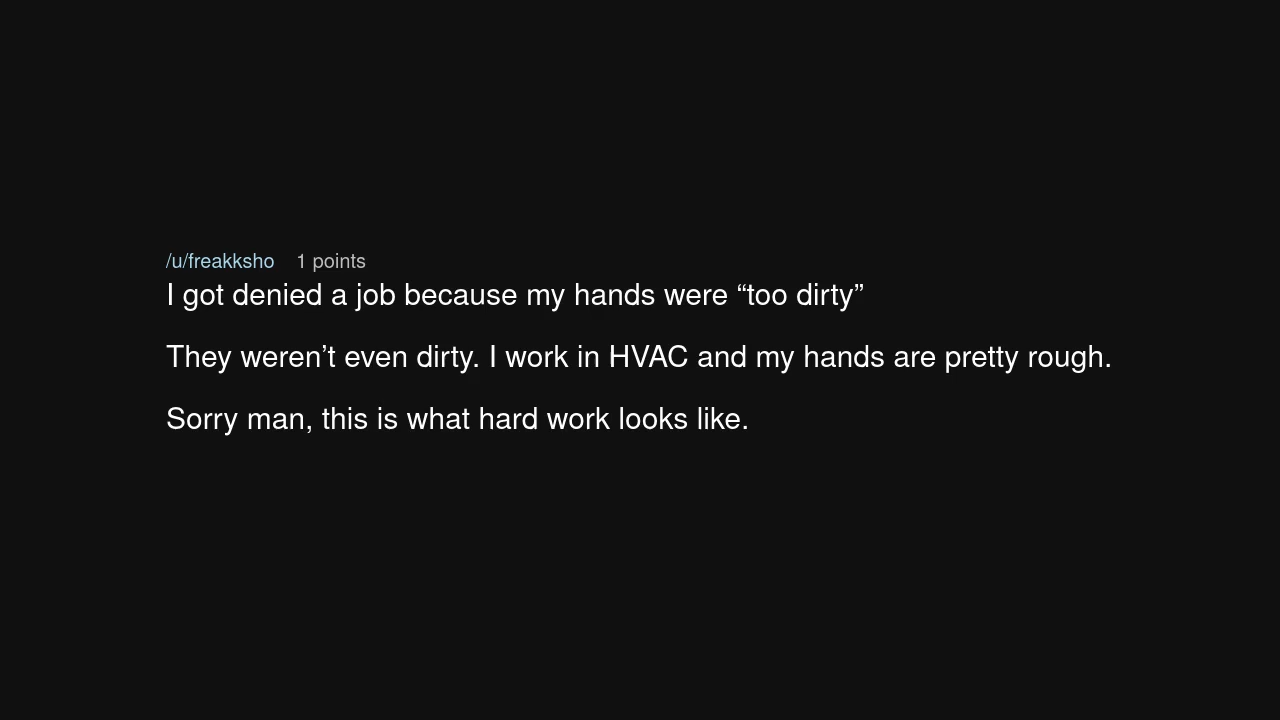 /u/freakksho 1 points
I got denied a job because my hands were “too dirty”
They weren’t even dirty. I work in HVAC and my hands are pretty rough.
Sorry man, this is what hard work looks like.